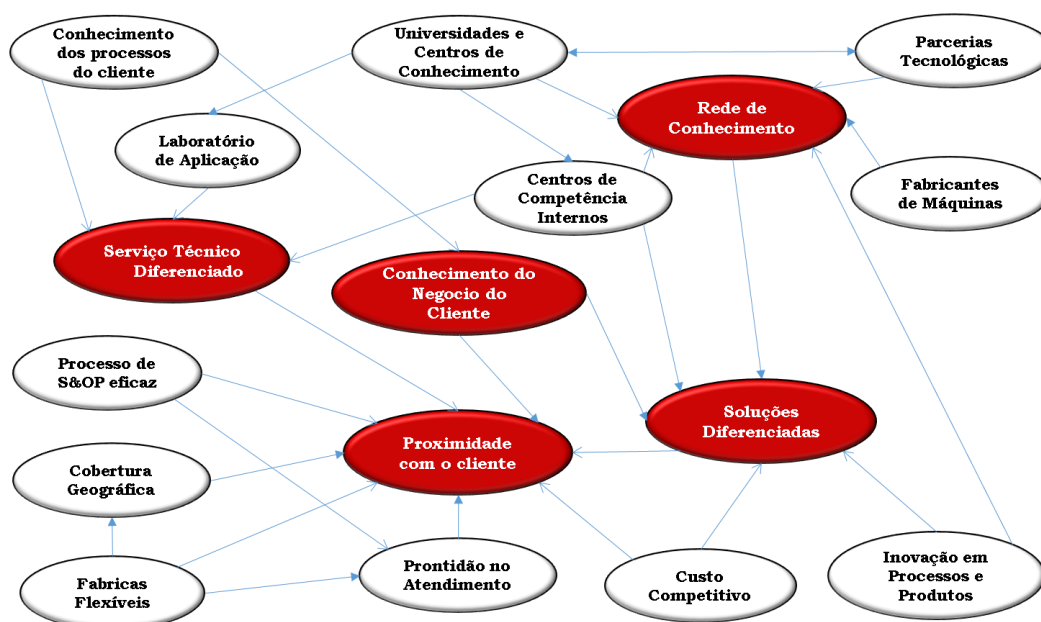 Conhecimento
dos processos
do cliente
Universidades e
Centros de
Conhecimento
Parcerias
Tecnológicas
Rede de
Conhecimento
Laboratório
de Aplicação
Centros de
Competência
Internos
Fabricantes
de Máquinas
Serviço Técnico
Diferenciado
Conhecimento do
Negocio do
Cliente
Processo de
S&OP eficaz
Soluções
Diferenciadas
Proximidade
com o cliente
Cobertura
Geográfica
Fabricas
Flexíveis
Prontidão no
Atendimento
Custo
Competitivo
Inovação em
Processos e
Produtos